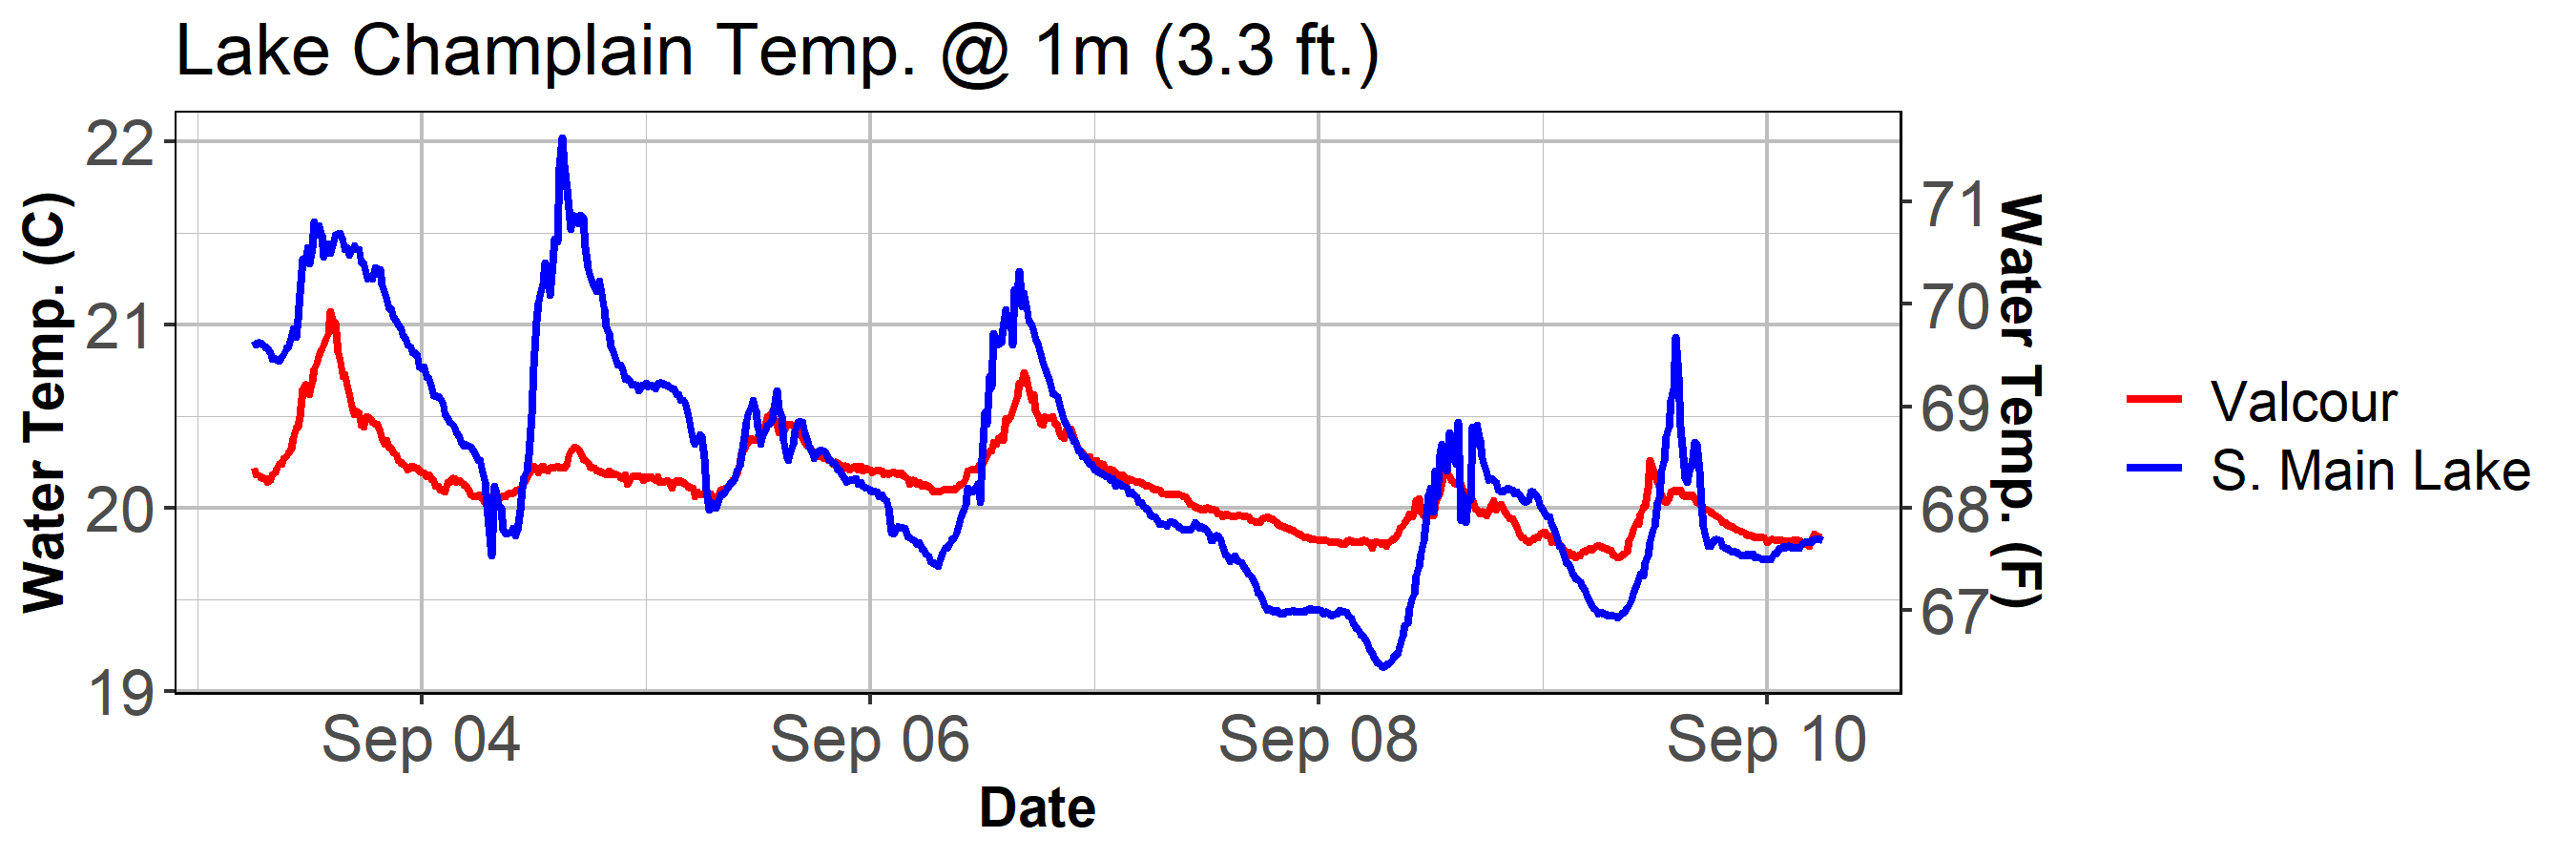 Lake Champlain Temp. @ 1m (3.3 ft.)
Water Temp. (C)
22
21
20
19
71
70
69
68
67
Water Temp. (F)
Sep 04
Sep 06
Sep 08
Sep 10
Date
Valcour
S. Main Lake